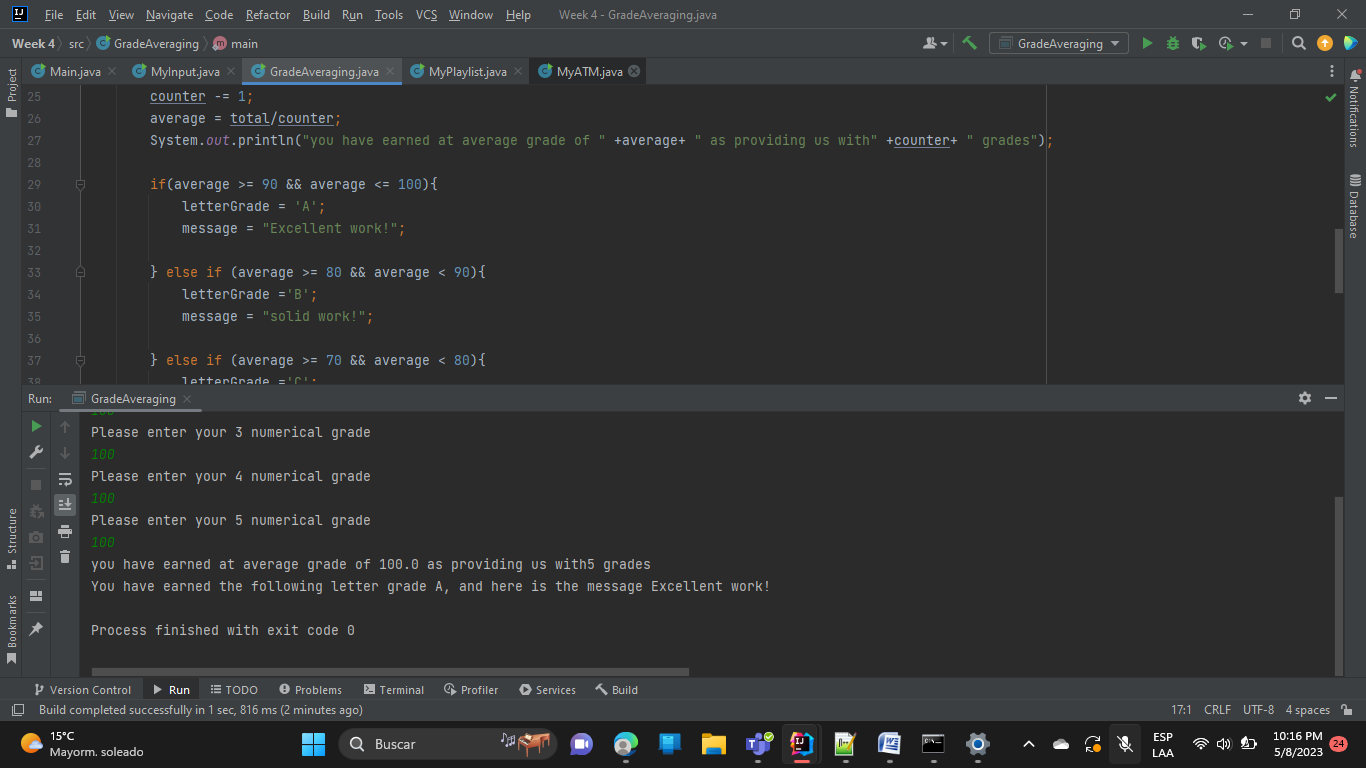 File Edit View Navigate Code Refactor Build Run Tools VCS Window Help Week 4 - GradeAveraging.java
Week 4 src GradeAveraging main GradeAveraging
Main.java MyInput.java GradeAveraging.java MyPlaylist.java MyATM.java
Project
Structure
Bookmarks
Notifications
Database
25 counter -= 1;
26 average = total/counter;
27 System.out.println("you have earned at average grade of " +average+ " as providing us with" +counter+ " grades");
28
29 if(average >= 90 && average <= 100){
30 letterGrade = 'A';
31 message = "Excellent work!";
32
33 } else if (average >= 80 && average < 90){
34 letterGrade ='B';
35 message = "solid work!";
36
37 } else if (average >= 70 && average < 80){
38 letterGrade ='C';
Run: GradeAveraging
100
Please enter your 3 numerical grade
100
Please enter your 4 numerical grade
100
Please enter your 5 numerical grade
100
you have earned at average grade of 100.0 as providing us with5 grades
You have earned the following letter grade A, and here is the message Excellent work!
Process finished with exit code 0
Version Control Run TODO Problems Terminal Profiler Services Build
Build completed successfully in 1 sec, 816 ms (2 minutes ago) 17:1 CRLF UTF-8 4 spaces
15°C
Mayorm. soleado
Buscar
ESP
LAA
10:16 PM
5/8/2023
24